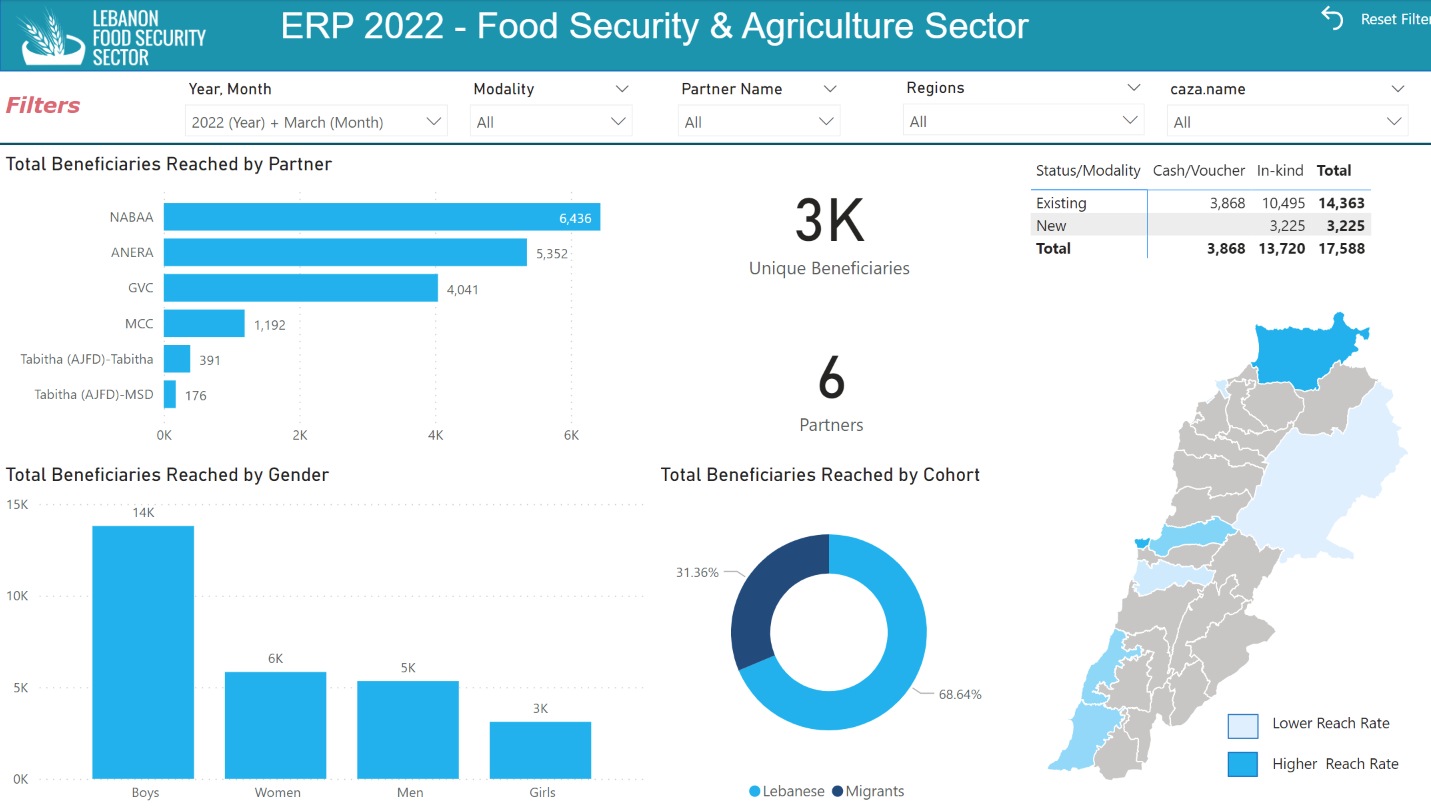 LEBANON
FOOD SECURITY
SECTOR
ERP 2022 - Food Security & Agriculture Sector
Reset Filter
Filters
Year, Month
Modality
Partner Name
Regions
caza.name
2022 (Year) + March (Month)
All
All
All
All
Total Beneficiaries Reached by Partner
NABAA 6,436
ANERA 5,352
GVC 4,041
MCC 1,192
Tabitha (AJFD)-Tabitha 391
Tabitha (AJFD)-MSD 176
0K 2K 4K 6K
3K
Unique Beneficiaries
6
Partners
Status/Modality Cash/Voucher In-kind Total
Existing 3,868 10,495 14,363
New 3,225 3,225
Total 3,868 13,720 17,588
Total Beneficiaries Reached by Gender
15K
10K
5K
0K
14K
6K
5K
3K
Boys Women Men Girls
Total Beneficiaries Reached by Cohort
31.36%
68.64%
Lebanese Migrants
Lower Reach Rate
Higher Reach Rate